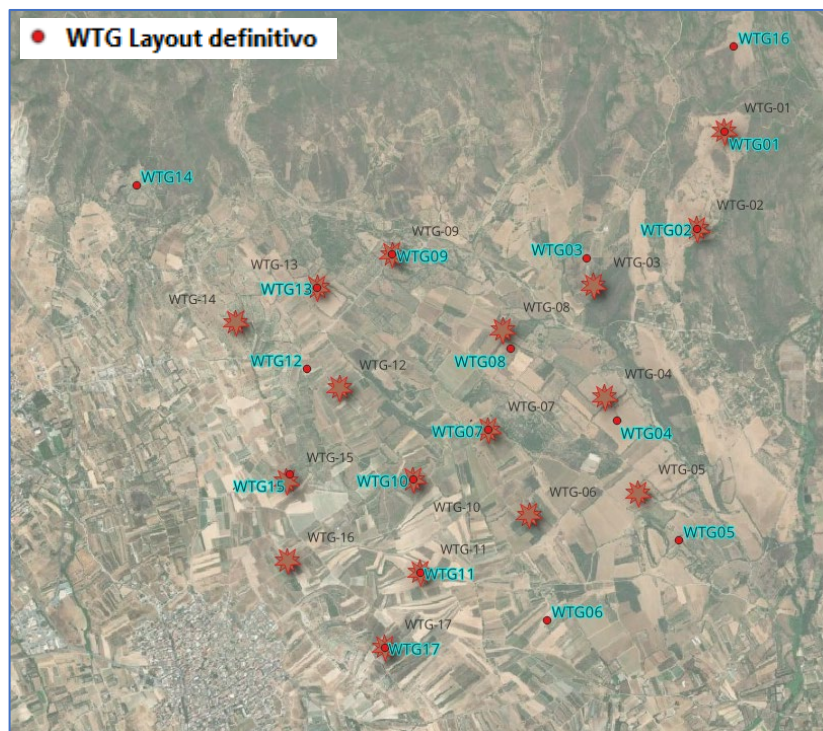 WTG Layout definitivo
WTG16
WTG-01
WTG01
WTG14
WTG-02
WTG02
WTG-09
WTG09
WTG03
WTG-03
WTG-13
WTG13
WTG-14
WTG-08
WTG08
WTG12
WTG-12
WTG-04
WTG04
WTG-07
WTG07
WTG-15
WTG15
WTG10
WTG-10
WTG-05
WTG-06
WTG05
WTG-16
WTG-11
WTG11
WTG06
WTG-17
WTG17